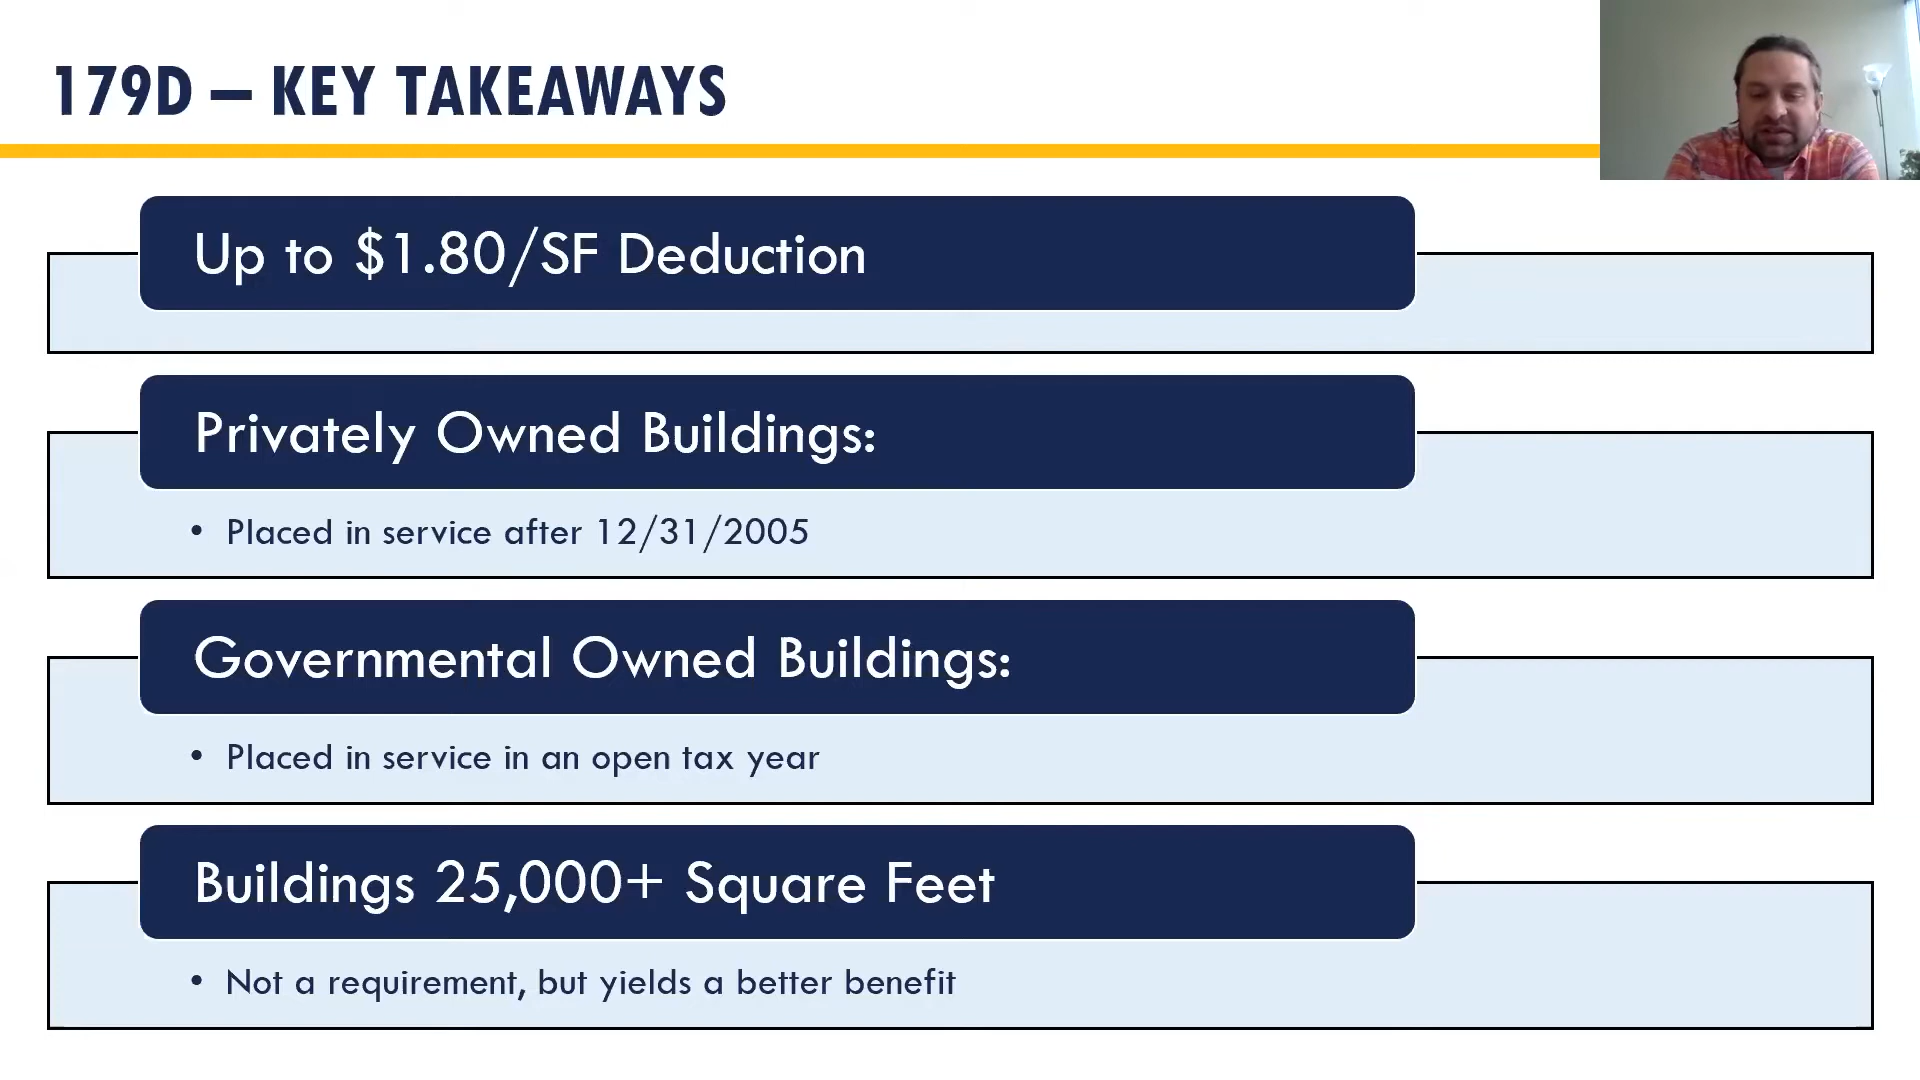 179D – KEY TAKEAWAYS
Up to $1.80/SF Deduction
Privately Owned Buildings:
• Placed in service after 12/31/2005
Governmental Owned Buildings:
• Placed in service in an open tax year
Buildings 25,000+ Square Feet
• Not a requirement, but yields a better benefit